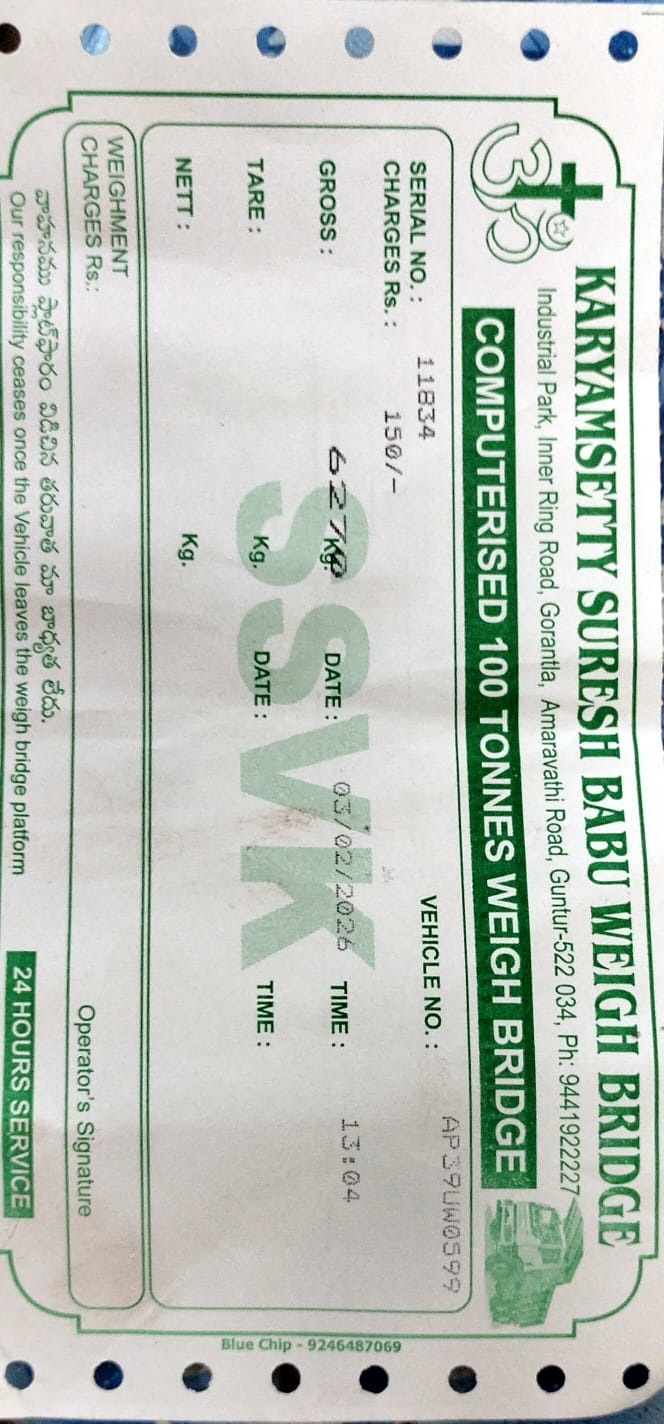 KARYAMSETTY SURESH BABU WEIGH BRIDGE
Industrial Park, Inner Ring Road, Gorantla, Amaravathi Road, Guntur-522 034, Ph: 9441922227
COMPUTERISED 100 TONNES WEIGH BRIDGE
SERIAL NO. : 11834 VEHICLE NO. : AP39UW0599
CHARGES Rs. : 150/-
GROSS : 6270 Kg. DATE : 03/02/2026 TIME : 13:04
TARE : Kg. DATE : TIME :
NETT : Kg.
SSVK
WEIGHMENT
CHARGES Rs.:
Operator's Signature
వాహనము ప్లాట్‌ఫారం విడిచిన తరువాత మా బాధ్యత లేదు.
Our responsibility ceases once the Vehicle leaves the weigh bridge platform
24 HOURS SERVICE
Blue Chip - 9246487069